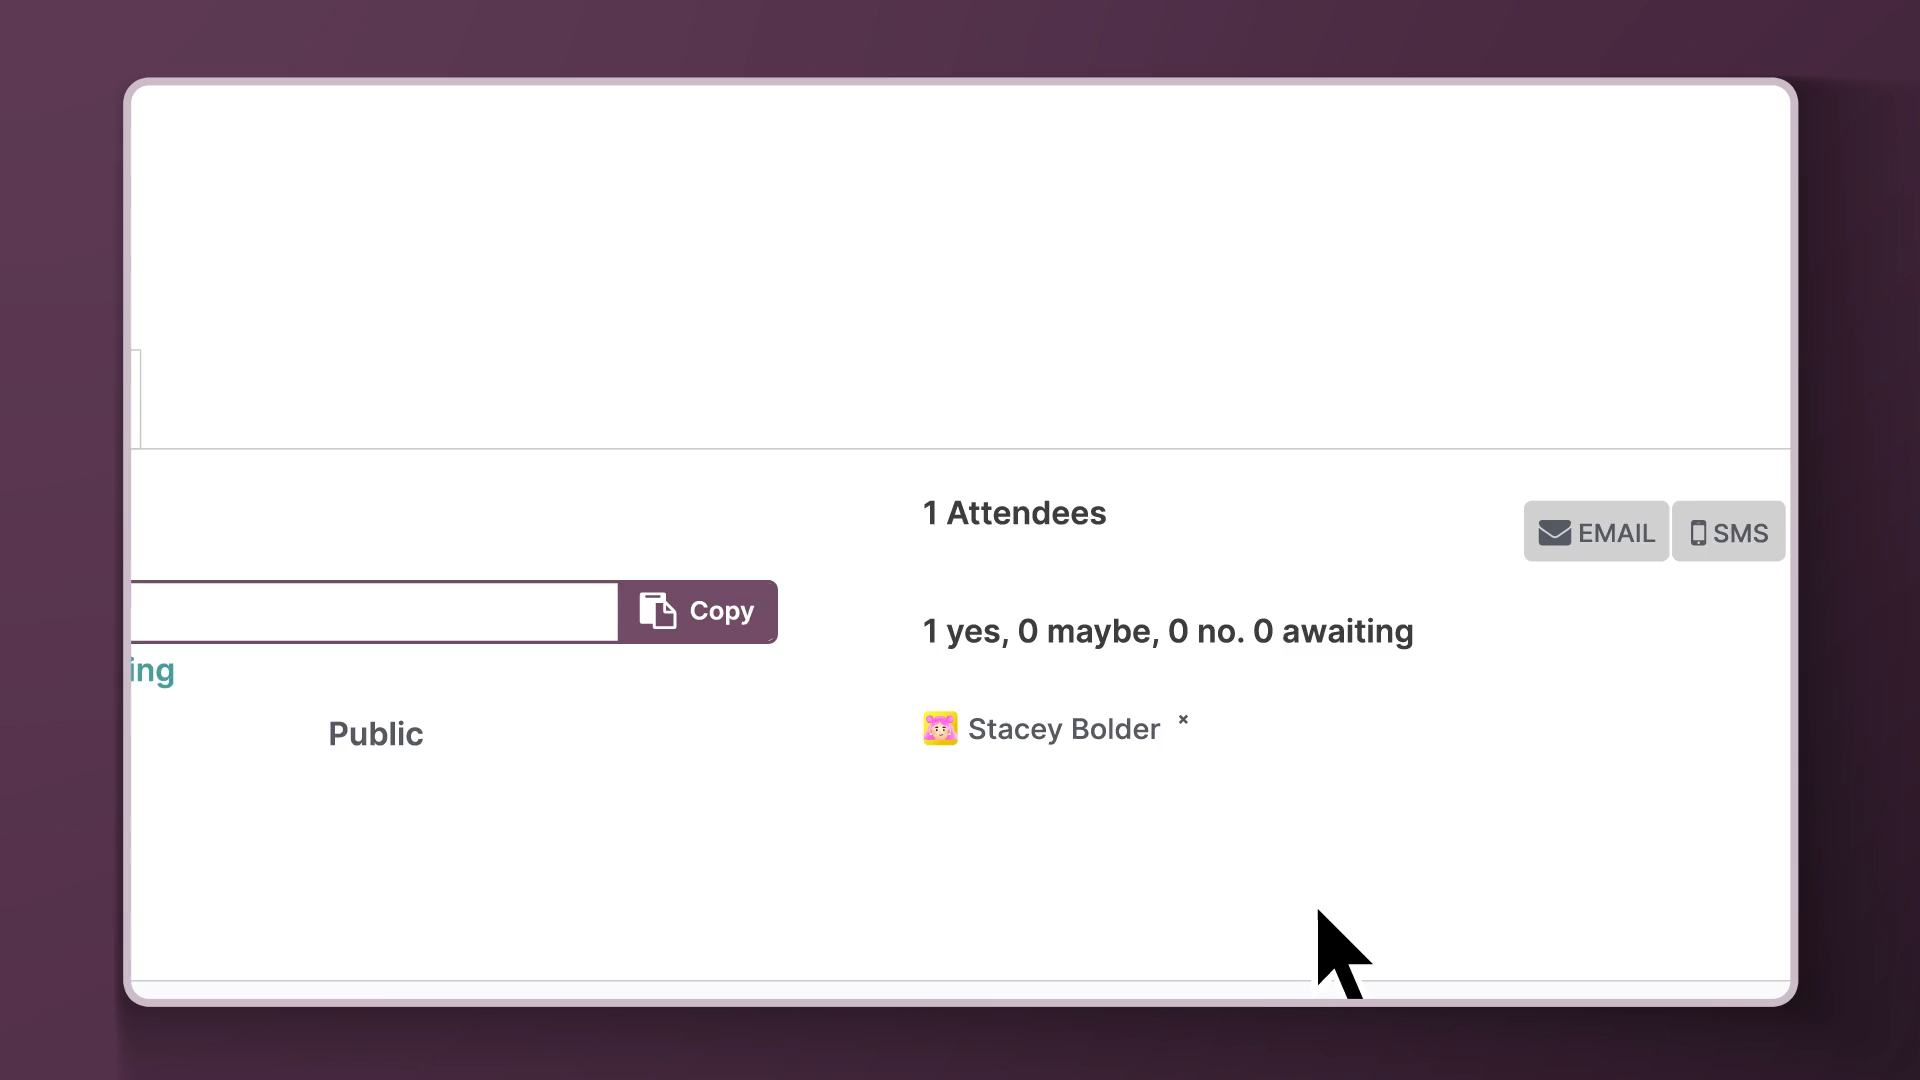 1 Attendees
EMAIL
SMS
Copy
1 yes, 0 maybe, 0 no. 0 awaiting
ing
Public
Stacey Bolder ×